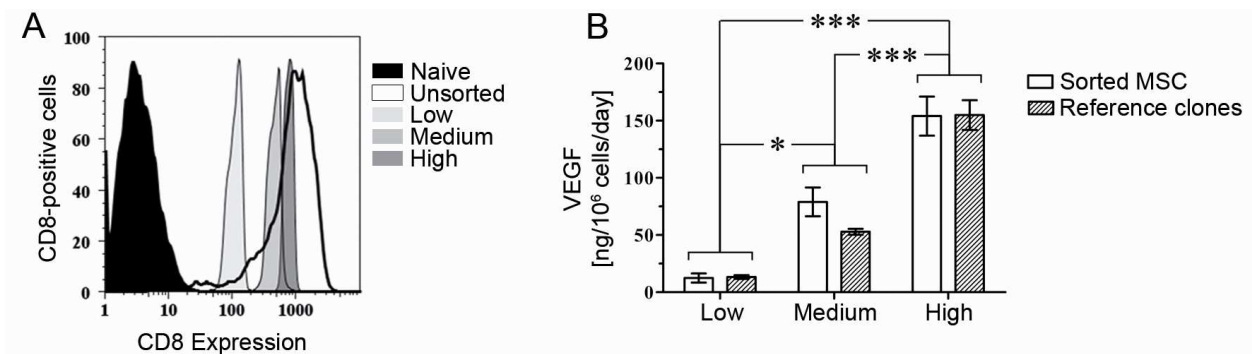 A
CD8-positive cells
100
80
60
40
20
0
1
10
100
1000
CD8 Expression
Naive
Unsorted
Low
Medium
High
B
VEGF
[ng/10⁶ cells/day]
200
150
100
50
0
***
***
*
Low
Medium
High
Sorted MSC
Reference clones